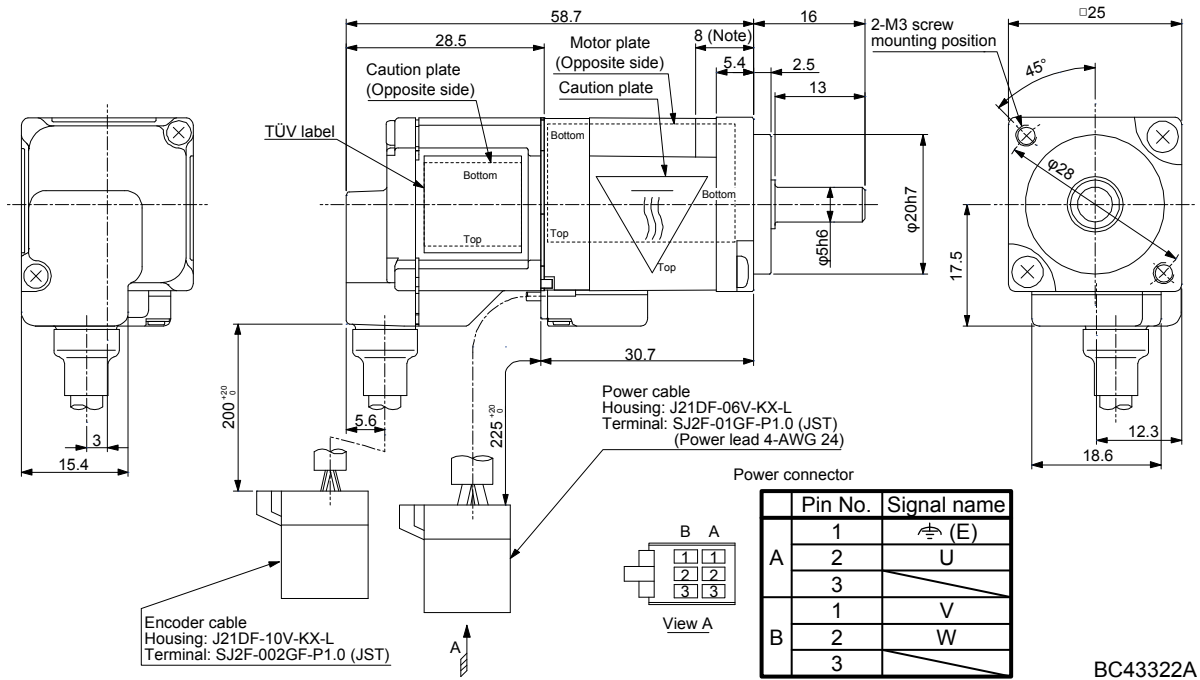 58.7
16
28.5
8 (Note)
Motor plate
(Opposite side)
5.4
2.5
13
Caution plate
(Opposite side)
Caution plate
TÜV label
Bottom
Top
Bottom
Top
Bottom
Top
φ5h6
φ20h7
2-M3 screw
mounting position
□25
45°
φ28
17.5
12.3
18.6
3
15.4
200 +20 0
5.6
225 +20 0
30.7
Power cable
Housing: J21DF-06V-KX-L
Terminal: SJ2F-01GF-P1.0 (JST)
(Power lead 4-AWG 24)
Encoder cable
Housing: J21DF-10V-KX-L
Terminal: SJ2F-002GF-P1.0 (JST)
A
B A
1 1
2 2
3 3
View A
Power connector
Pin No. Signal name
A
1 (E)
2 U
3
B
1 V
2 W
3
BC43322A